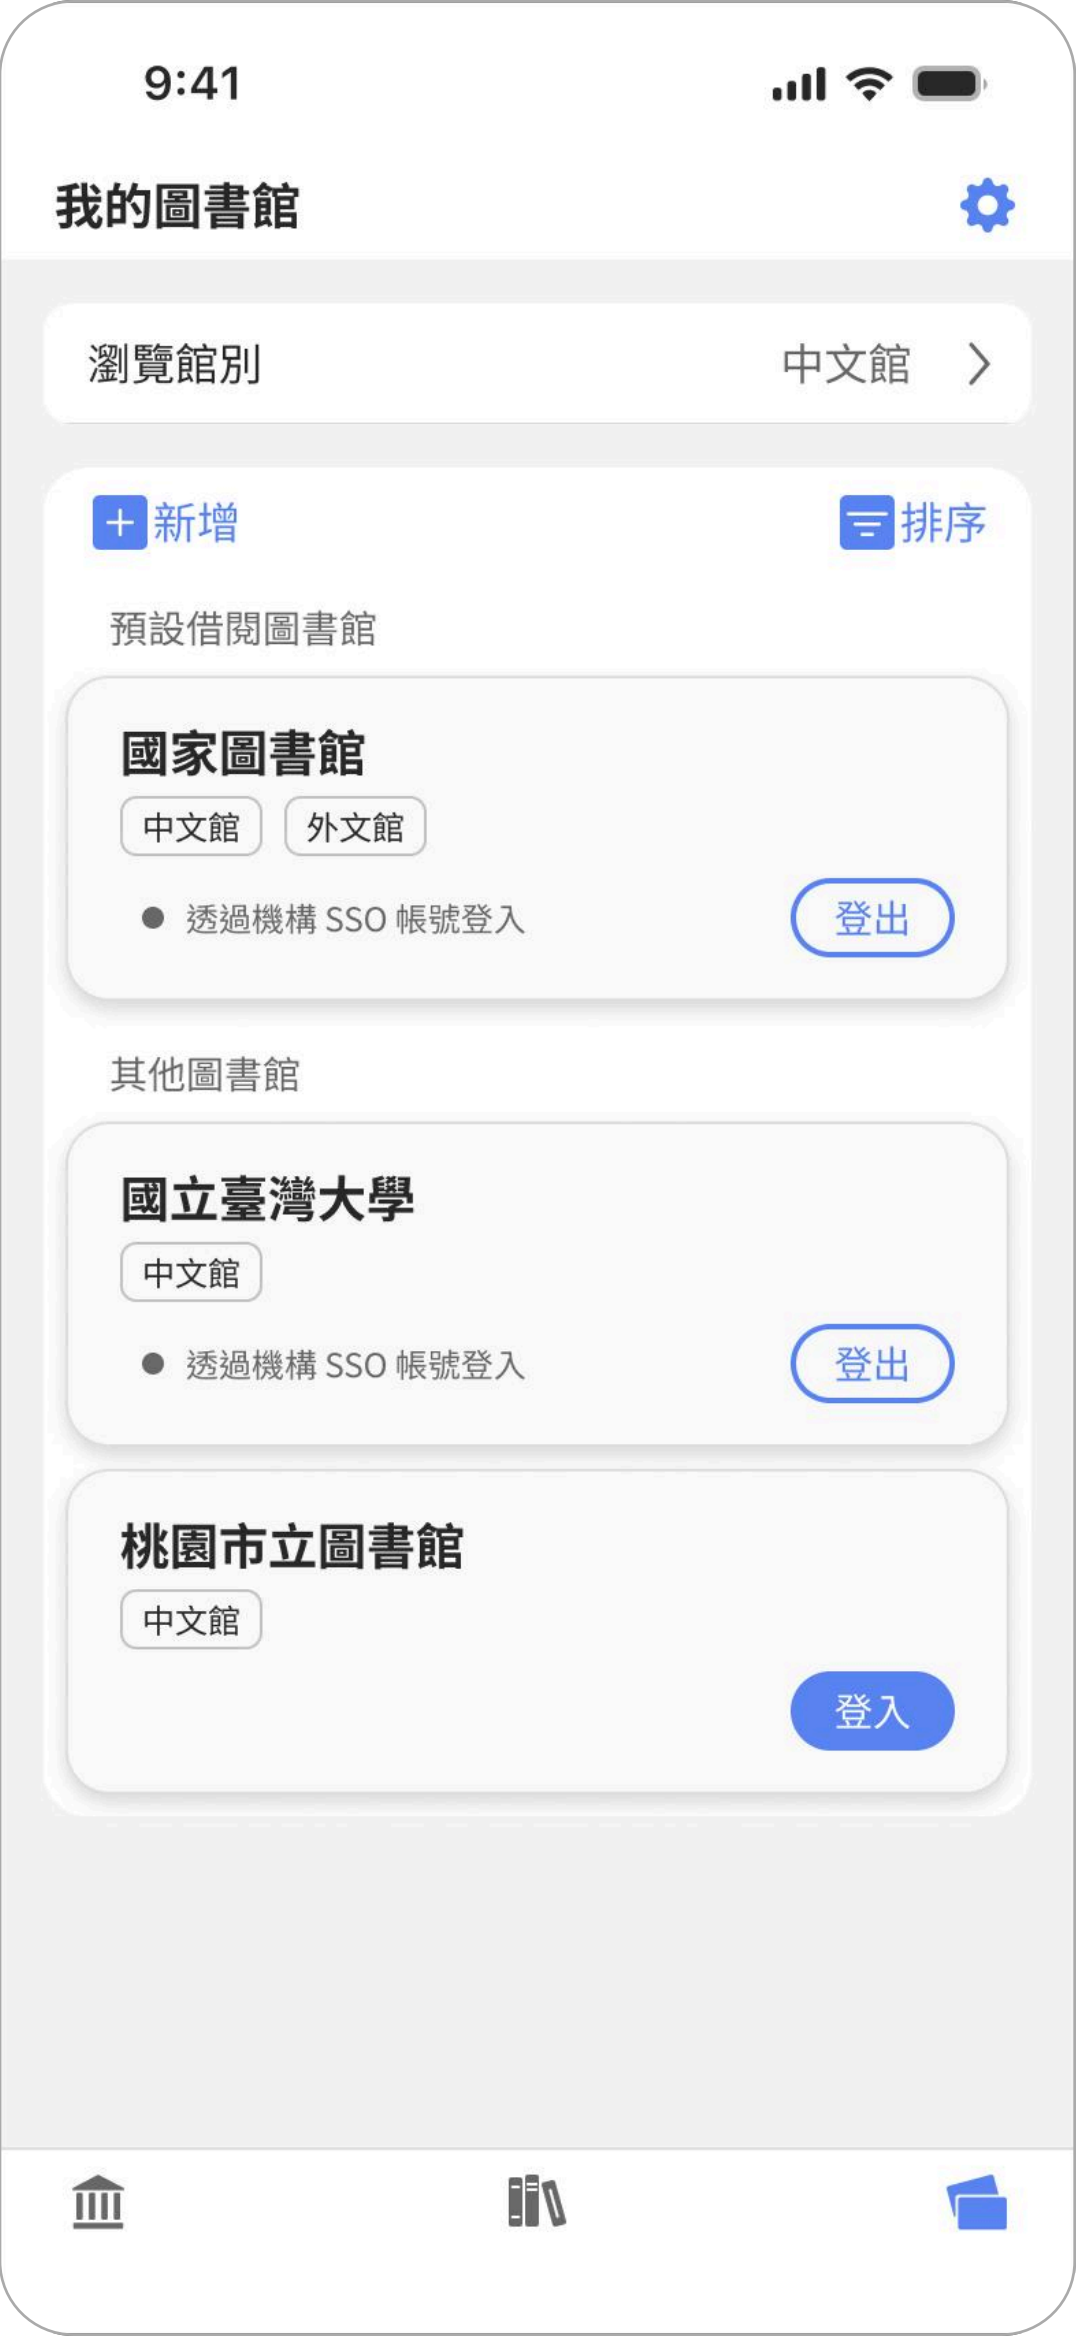 9:41
我的圖書館
瀏覽館別 中文館
新增 排序
預設借閱圖書館
國家圖書館
中文館 外文館
透過機構 SSO 帳號登入 登出
其他圖書館
國立臺灣大學
中文館
透過機構 SSO 帳號登入 登出
桃園市立圖書館
中文館
登入